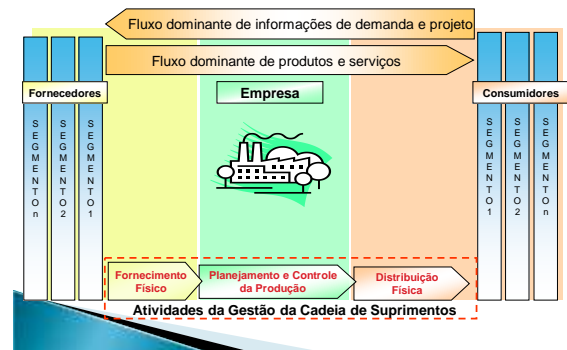 Fluxo dominante de informações de demanda e projeto
Fluxo dominante de produtos e serviços
Fornecedores
Empresa
Consumidores
SEGMENTOn
SEGMENTO2
SEGMENTO1
SEGMENTO1
SEGMENTO2
SEGMENTOn
Fornecimento
Físico
Planejamento e Controle
da Produção
Distribuição
Física
Atividades da Gestão da Cadeia de Suprimentos